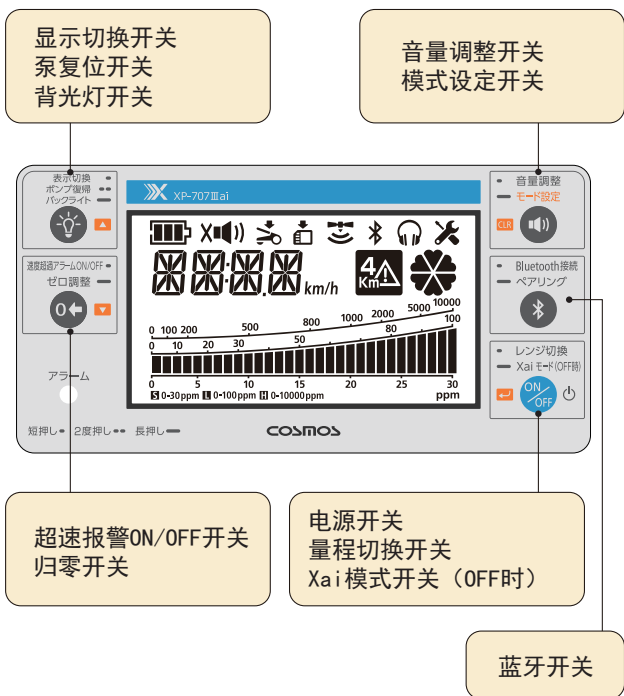 显示切换开关
泵复位开关
背光灯开关
音量调整开关
模式设定开关
表示切換
ポンプ復帰
バックライト
XP-707Ⅲai
音量調整
モード設定
CLR
速度超過アラームON/OFF
ゼロ調整
0
X
km/h
4
Km
Bluetooth接続
ペアリング
0 100 200 500 800 1000 2000 5000 10000
0 10 20 30 50 80 100
0 5 10 15 20 25 30
S 0-30ppm L 0-100ppm H 0-10000ppm ppm
アラーム
レンジ切換
Xai モード(OFF時)
ON/OFF
短押し 2度押し 長押し
COSMOS
超速报警ON/OFF开关
归零开关
电源开关
量程切换开关
Xai模式开关（OFF时）
蓝牙开关